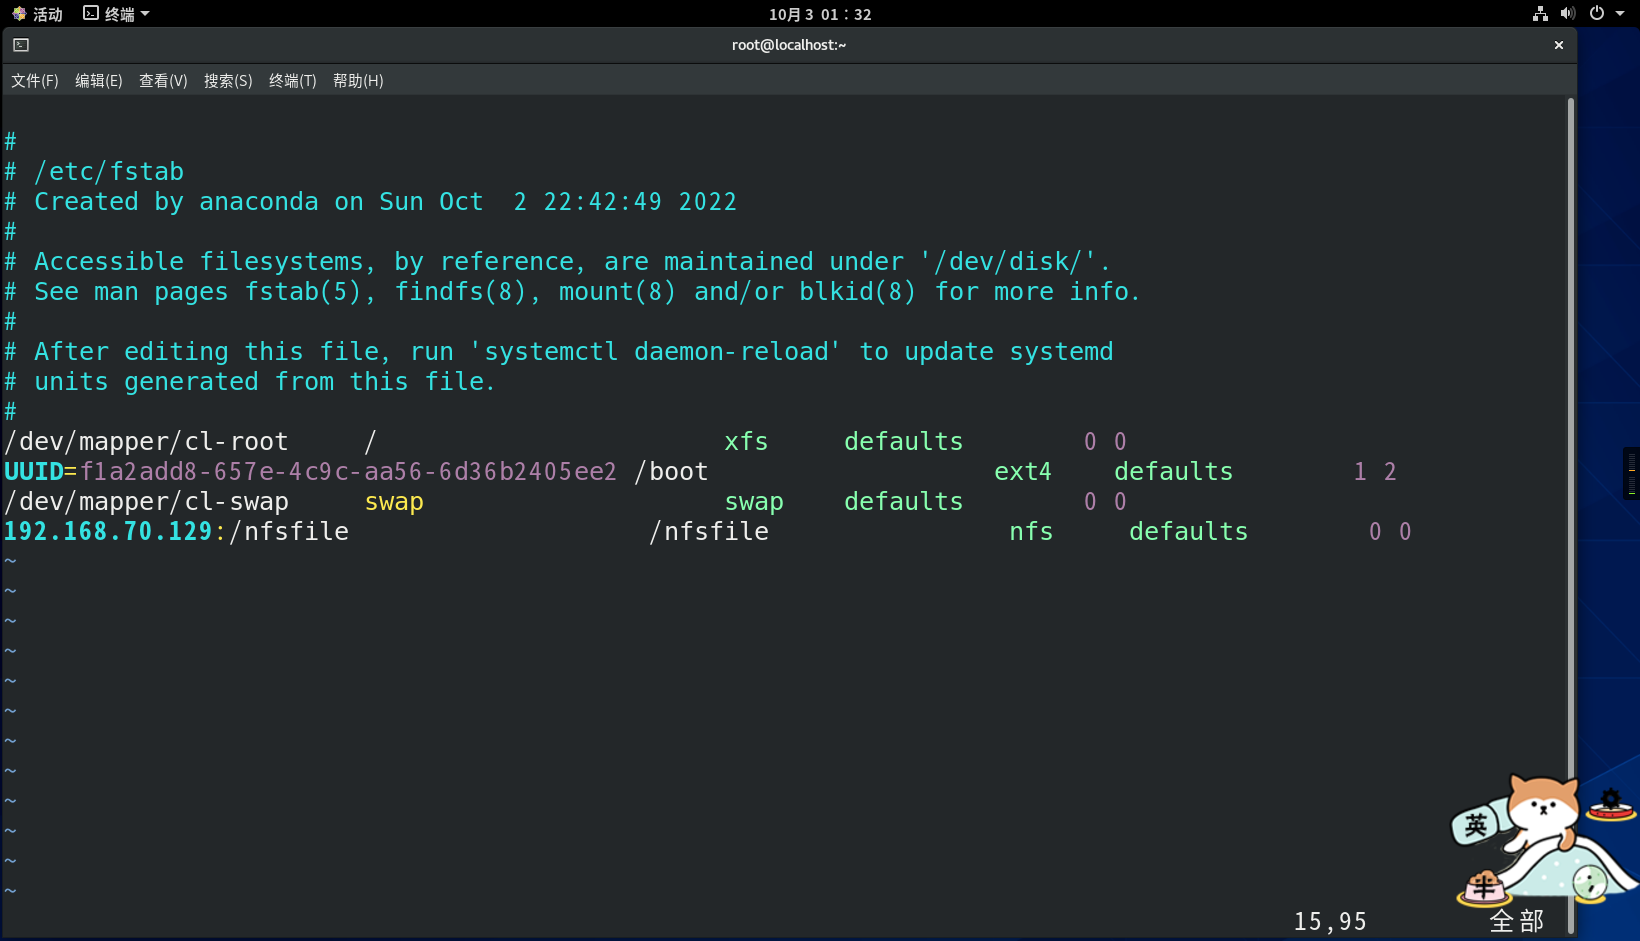 活动 终端 10月 3 01：32
root@localhost:~ ×
文件(F) 编辑(E) 查看(V) 搜索(S) 终端(T) 帮助(H)
#
# /etc/fstab
# Created by anaconda on Sun Oct  2 22:42:49 2022
#
# Accessible filesystems, by reference, are maintained under '/dev/disk/'.
# See man pages fstab(5), findfs(8), mount(8) and/or blkid(8) for more info.
#
# After editing this file, run 'systemctl daemon-reload' to update systemd
# units generated from this file.
#
/dev/mapper/cl-root     /                       xfs     defaults        0 0
UUID=f1a2add8-657e-4c9c-aa56-6d36b2405ee2 /boot                   ext4    defaults        1 2
/dev/mapper/cl-swap     swap                    swap    defaults        0 0
192.168.70.129:/nfsfile                    /nfsfile                nfs     defaults        0 0
~
~
~
~
~
~
~
~
~
~
~
~
英
半
15,95 全部